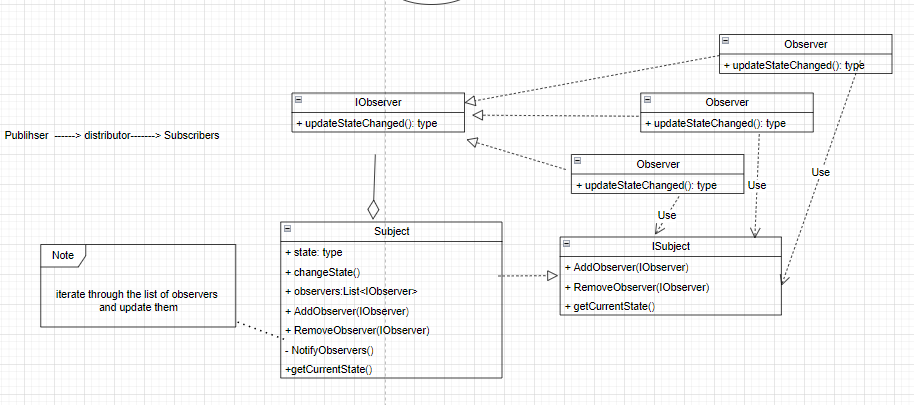 Observer
+ updateStateChanged(): type
IObserver
+ updateStateChanged(): type
Observer
+ updateStateChanged(): type
Publihser ------> distributor-------> Subscribers
Observer
+ updateStateChanged(): type
Use
Use
Use
Subject
+ state: type
+ changeState()
+ observers:List<IObserver>
+ AddObserver(IObserver)
+ RemoveObserver(IObserver)
- NotifyObservers()
+getCurrentState()
ISubject
+ AddObserver(IObserver)
+ RemoveObserver(IObserver)
+ getCurrentState()
Note
iterate through the list of observers
and update them